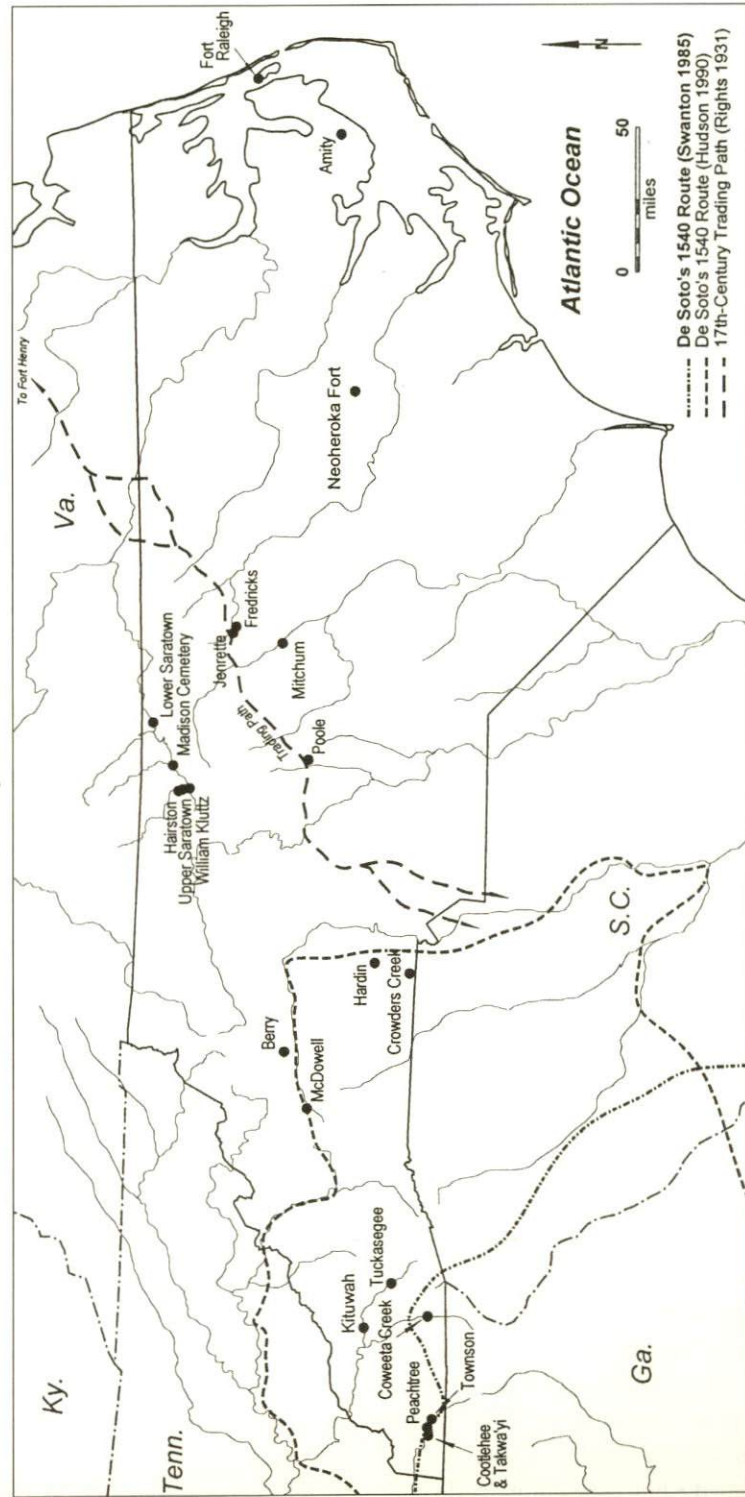 Ky.
Tenn.
Va.
To Fort Henry
Fort
Raleigh
Amity
Neoheroka Fort
Lower Saratown
Madison Cemetery
Hairston
Upper Saratown
William Kluttz
Jenrette
Fredricks
Mitchum
Trading Path
Poole
Berry
McDowell
Hardin
Crowders Creek
Kituwah
Tuckasegee
Coweeta Creek
Peachtree
Townson
Cootlehee
& Takwa'yi
Ga.
S.C.
Atlantic Ocean
N
0 50
miles
De Soto's 1540 Route (Swanton 1985)
De Soto's 1540 Route (Hudson 1990)
17th-Century Trading Path (Rights 1931)